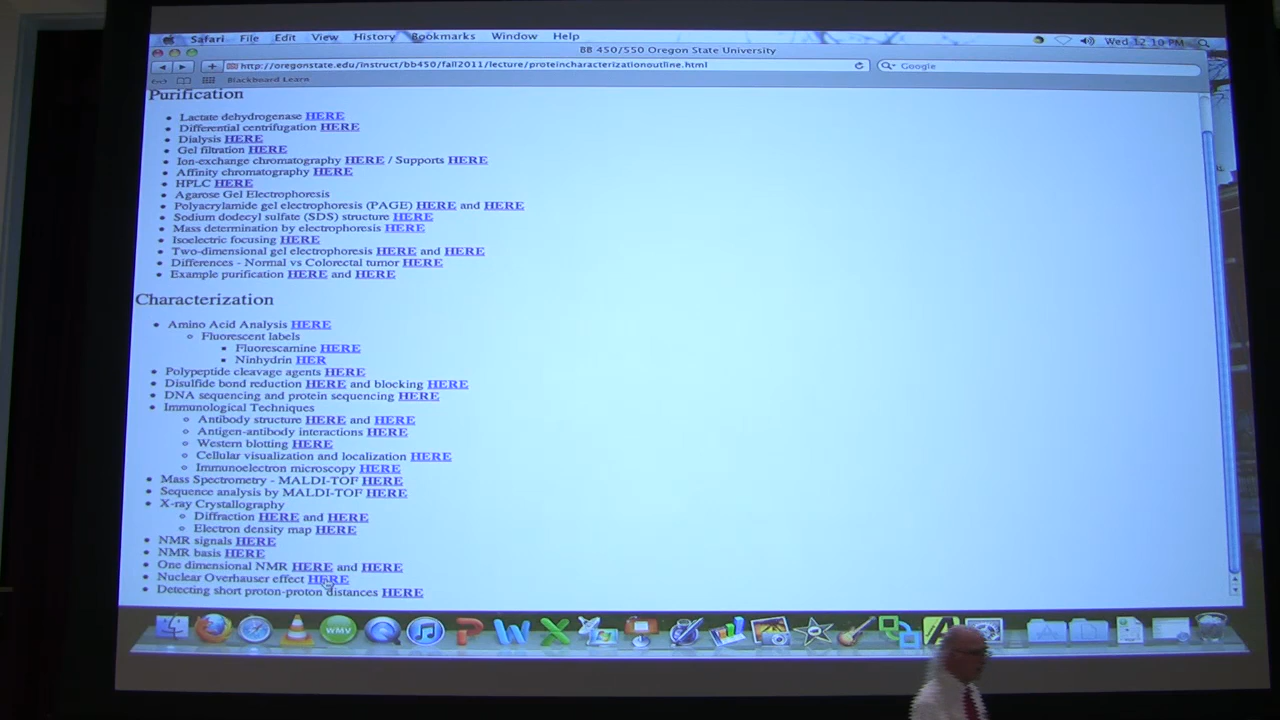 Safari File Edit View History Bookmarks Window Help Wed 12:10 PM
BB 450/550 Oregon State University
http://oregonstate.edu/instruct/bb450/fall2011/lecture/proteincharacterizationoutline.html Google
Blackboard Learn
Purification
Lactate dehydrogenase HERE
Differential centrifugation HERE
Dialysis HERE
Gel filtration HERE
Ion-exchange chromatography HERE / Supports HERE
Affinity chromatography HERE
HPLC HERE
Agarose Gel Electrophoresis
Polyacrylamide gel electrophoresis (PAGE) HERE and HERE
Sodium dodecyl sulfate (SDS) structure HERE
Mass determination by electrophoresis HERE
Isoelectric focusing HERE
Two-dimensional gel electrophoresis HERE and HERE
Differences - Normal vs Colorectal tumor HERE
Example purification HERE and HERE
Characterization
Amino Acid Analysis HERE
Fluorescent labels
Fluorescamine HERE
Ninhydrin HER
Polypeptide cleavage agents HERE
Disulfide bond reduction HERE and blocking HERE
DNA sequencing and protein sequencing HERE
Immunological Techniques
Antibody structure HERE and HERE
Antigen-antibody interactions HERE
Western blotting HERE
Cellular visualization and localization HERE
Immunoelectron microscopy HERE
Mass Spectrometry - MALDI-TOF HERE
Sequence analysis by MALDI-TOF HERE
X-ray Crystallography
Diffraction HERE and HERE
Electron density map HERE
NMR signals HERE
NMR basis HERE
One dimensional NMR HERE and HERE
Nuclear Overhauser effect HERE
Detecting short proton-proton distances HERE
WMV